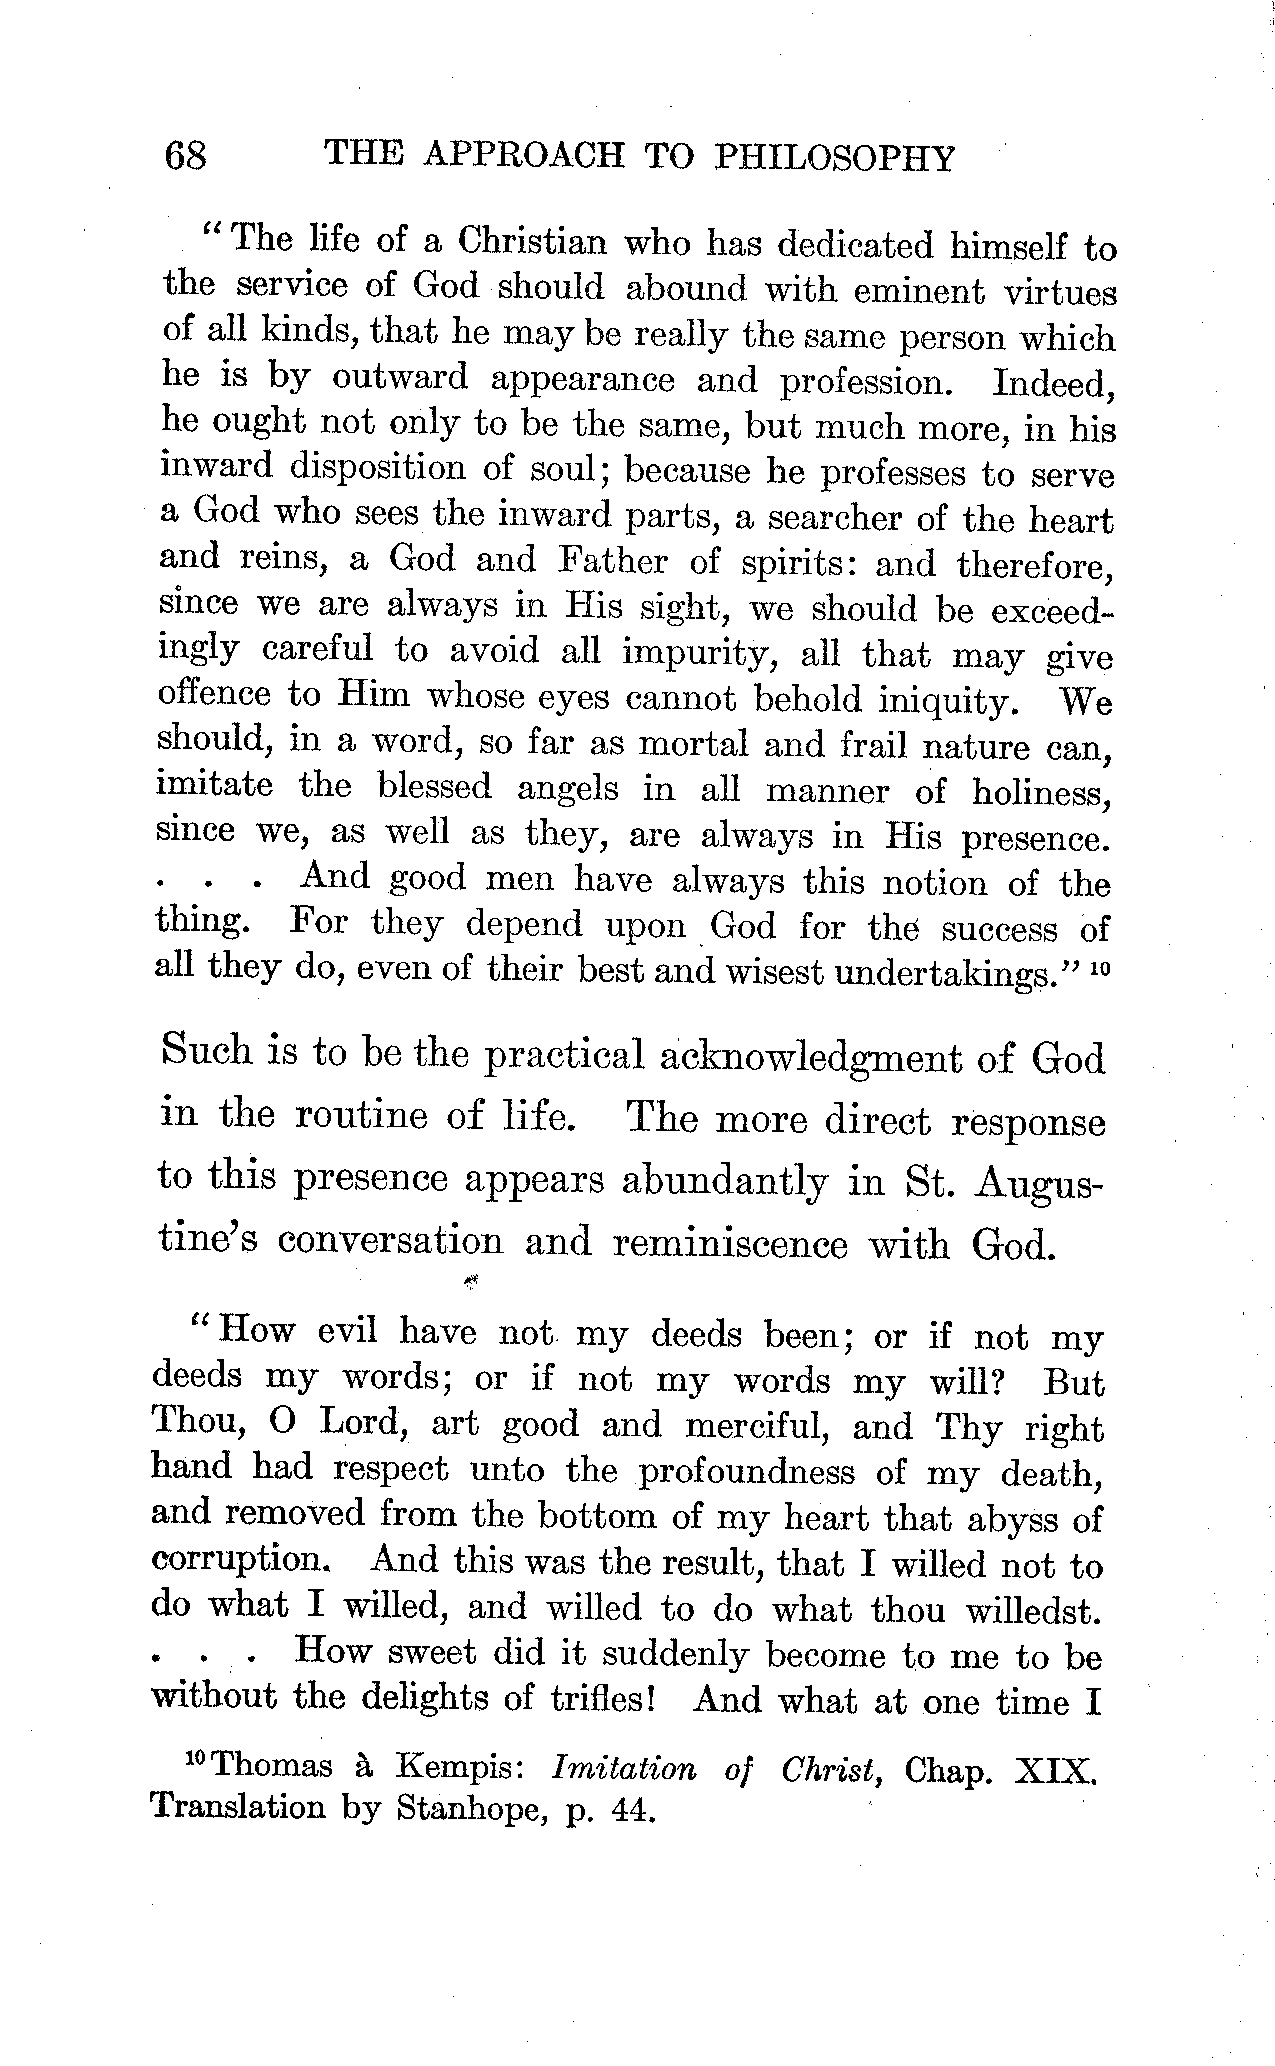 68 THE APPROACH TO PHILOSOPHY
“The life of a Christian who has dedicated himself to
the service of God should abound with eminent virtues
of all kinds, that he may be really the same person which
he is by outward appearance and profession. Indeed,
he ought not only to be the same, but much more, in his
inward disposition of soul; because he professes to serve
a God who sees the inward parts, a searcher of the heart
and reins, a God and Father of spirits: and therefore,
since we are always in His sight, we should be exceed-
ingly careful to avoid all impurity, all that may give
offence to Him whose eyes cannot behold iniquity. We
should, in a word, so far as mortal and frail nature can,
imitate the blessed angels in all manner of holiness,
since we, as well as they, are always in His presence.
. . . And good men have always this notion of the
thing. For they depend upon God for the success of
all they do, even of their best and wisest undertakings.” 10
Such is to be the practical acknowledgment of God
in the routine of life. The more direct response
to this presence appears abundantly in St. Augus-
tine's conversation and reminiscence with God.
“How evil have not my deeds been; or if not my
deeds my words; or if not my words my will? But
Thou, O Lord, art good and merciful, and Thy right
hand had respect unto the profoundness of my death,
and removed from the bottom of my heart that abyss of
corruption. And this was the result, that I willed not to
do what I willed, and willed to do what thou willedst.
. . . How sweet did it suddenly become to me to be
without the delights of trifles! And what at one time I
10 Thomas à Kempis: Imitation of Christ, Chap. XIX.
Translation by Stanhope, p. 44.